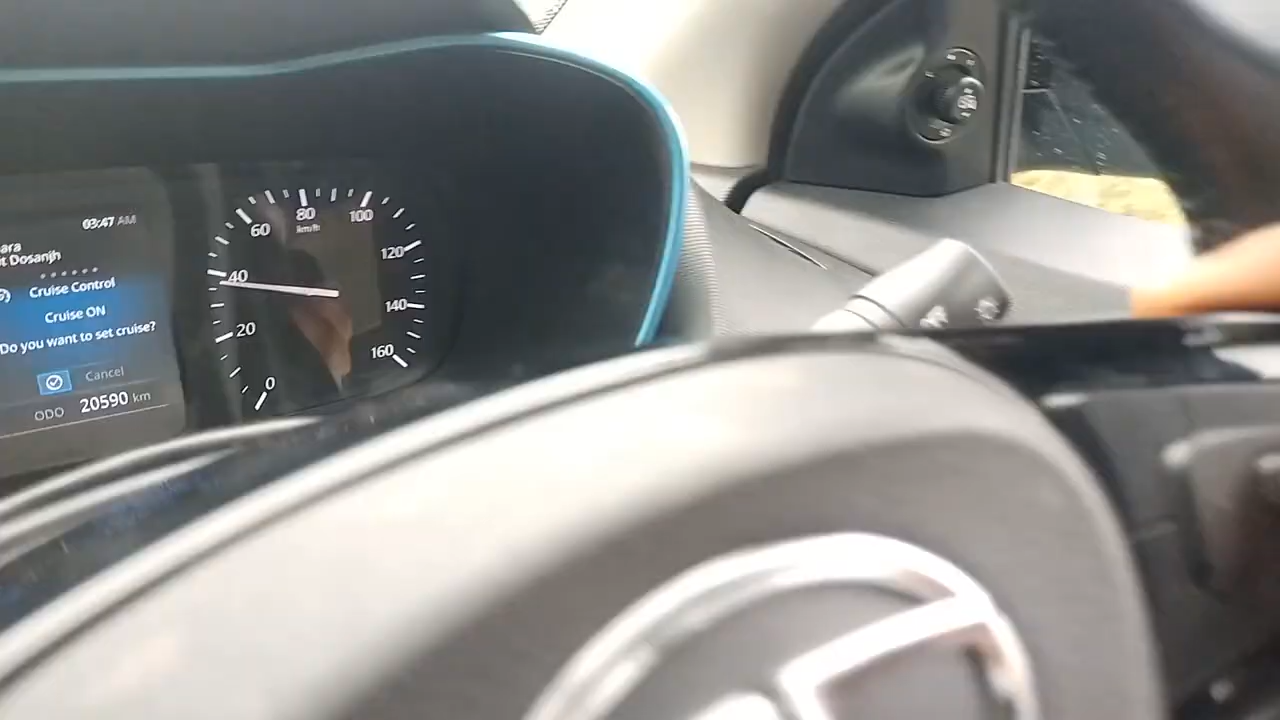 03:47 AM
ara
it Dosanjh
Cruise Control
Cruise ON
Do you want to set cruise?
Cancel
ODO 20590 km
0
20
40
60
80
100
120
140
160
km/h